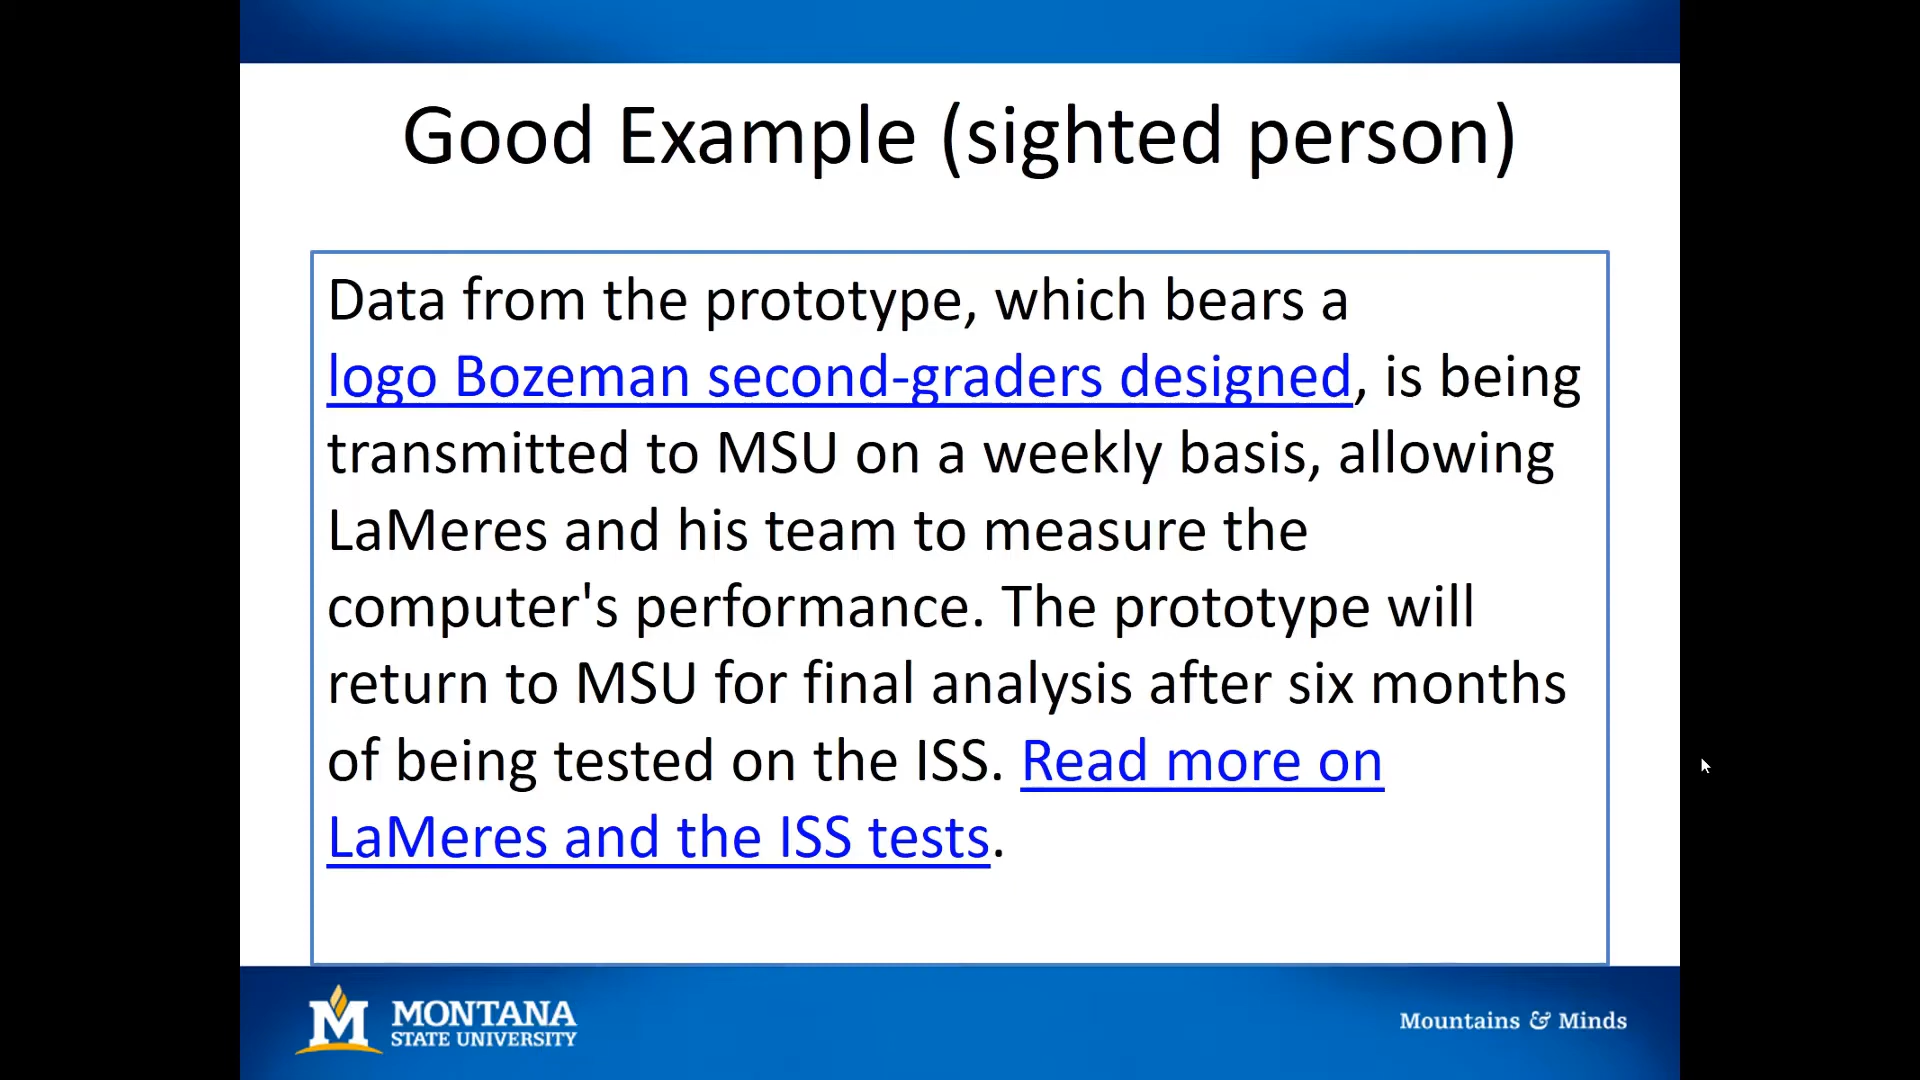 Good Example (sighted person)
Data from the prototype, which bears a
logo Bozeman second-graders designed, is being
transmitted to MSU on a weekly basis, allowing
LaMeres and his team to measure the
computer's performance. The prototype will
return to MSU for final analysis after six months
of being tested on the ISS. Read more on
LaMeres and the ISS tests.
M MONTANA
STATE UNIVERSITY
Mountains & Minds